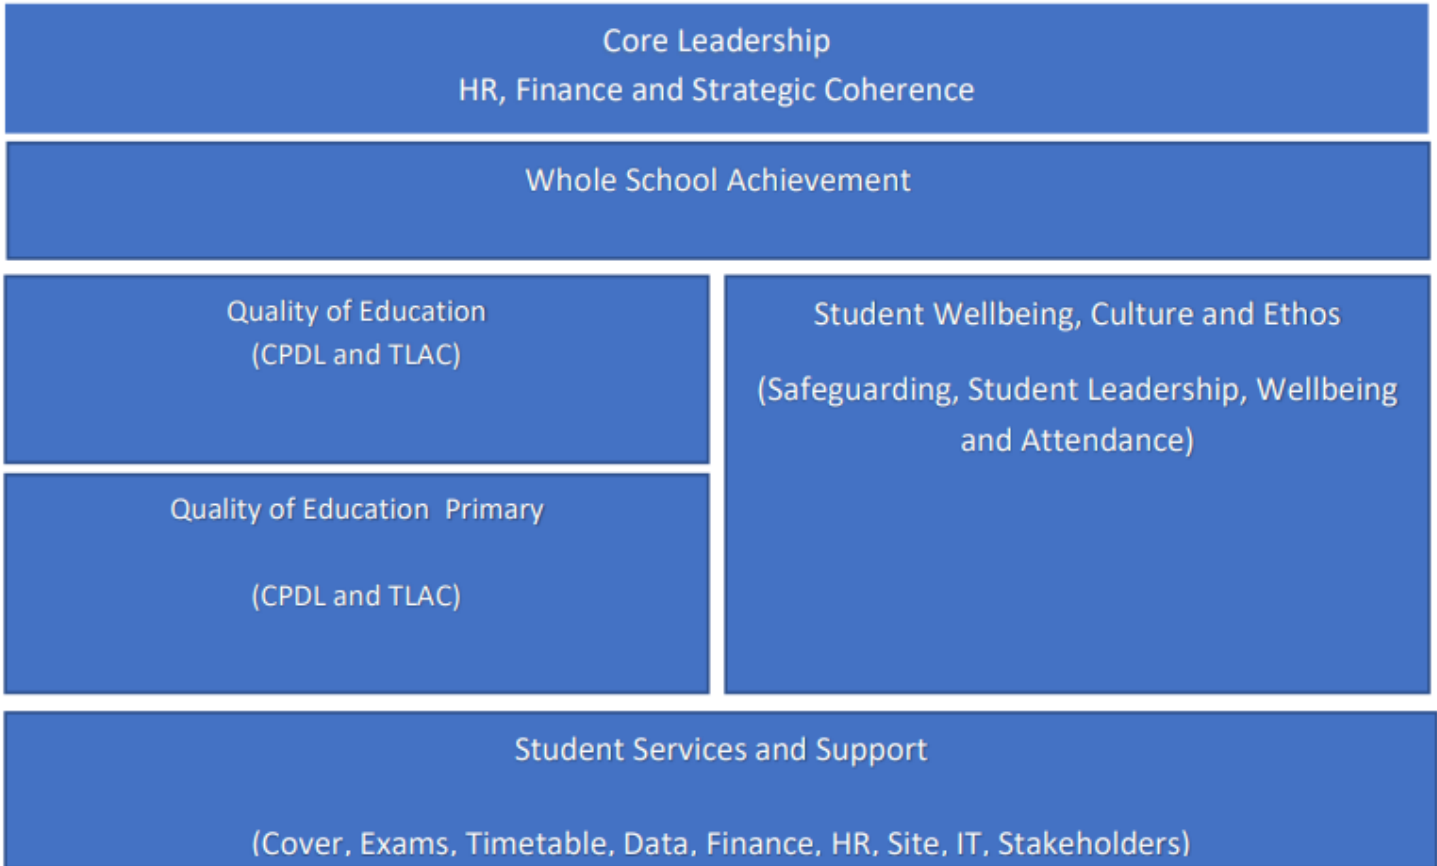 Core Leadership
HR, Finance and Strategic Coherence
Whole School Achievement
Quality of Education
(CPDL and TLAC)
Quality of Education  Primary
(CPDL and TLAC)
Student Wellbeing, Culture and Ethos
(Safeguarding, Student Leadership, Wellbeing
and Attendance)
Student Services and Support
(Cover, Exams, Timetable, Data, Finance, HR, Site, IT, Stakeholders)